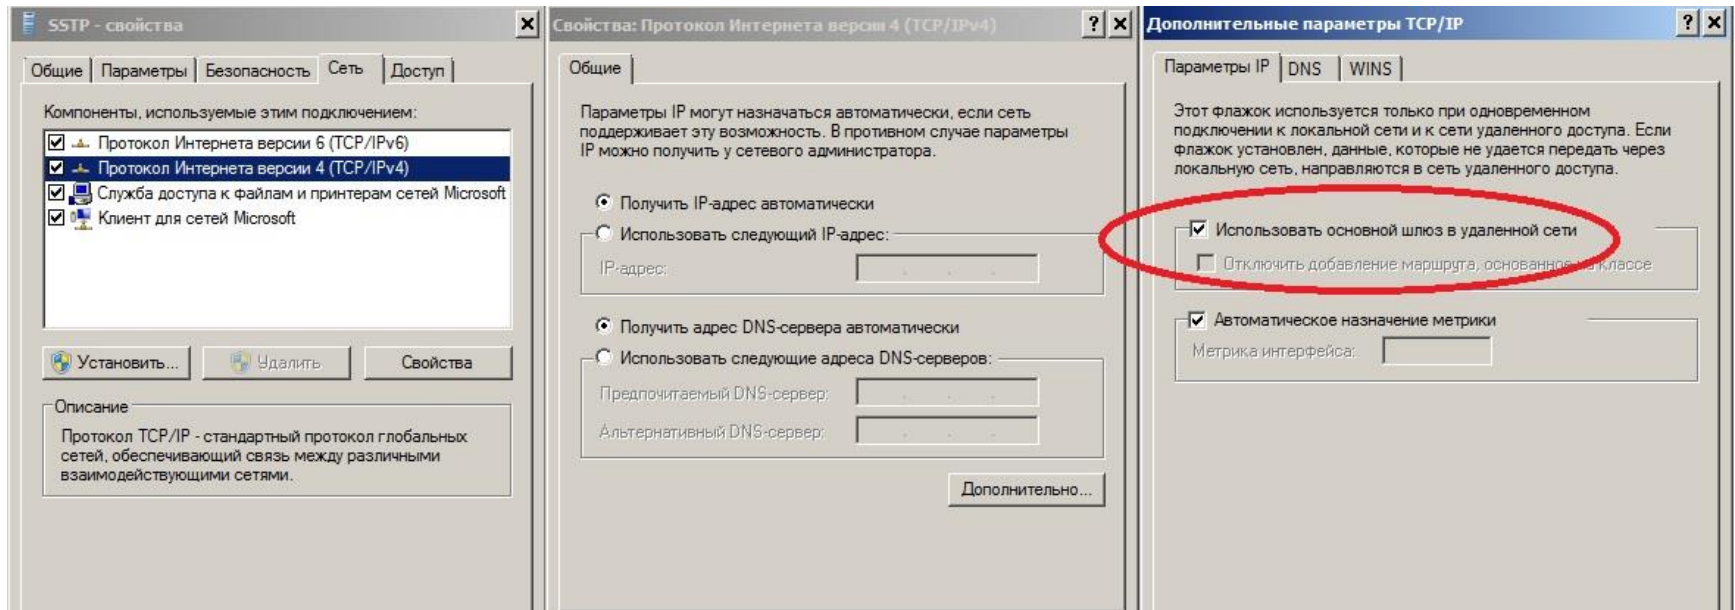 SSTP - свойства
Общие
Параметры
Безопасность
Сеть
Доступ
Компоненты, используемые этим подключением:
Протокол Интернета версии 6 (TCP/IPv6)
Протокол Интернета версии 4 (TCP/IPv4)
Служба доступа к файлам и принтерам сетей Microsoft
Клиент для сетей Microsoft
Установить...
Удалить
Свойства
Описание
Протокол TCP/IP - стандартный протокол глобальных
сетей, обеспечивающий связь между различными
взаимодействующими сетями.
Свойства: Протокол Интернета версии 4 (TCP/IPv4)
Общие
Параметры IP могут назначаться автоматически, если сеть
поддерживает эту возможность. В противном случае параметры
IP можно получить у сетевого администратора.
Получить IP-адрес автоматически
Использовать следующий IP-адрес:
IP-адрес:
Получить адрес DNS-сервера автоматически
Использовать следующие адреса DNS-серверов:
Предпочитаемый DNS-сервер:
Альтернативный DNS-сервер:
Дополнительно...
Дополнительные параметры TCP/IP
Параметры IP
DNS
WINS
Этот флажок используется только при одновременном
подключении к локальной сети и к сети удаленного доступа. Если
флажок установлен, данные, которые не удается передать через
локальную сеть, направляются в сеть удаленного доступа.
Использовать основной шлюз в удаленной сети
Отключить добавление маршрута, основанное на классе
Автоматическое назначение метрики
Метрика интерфейса: